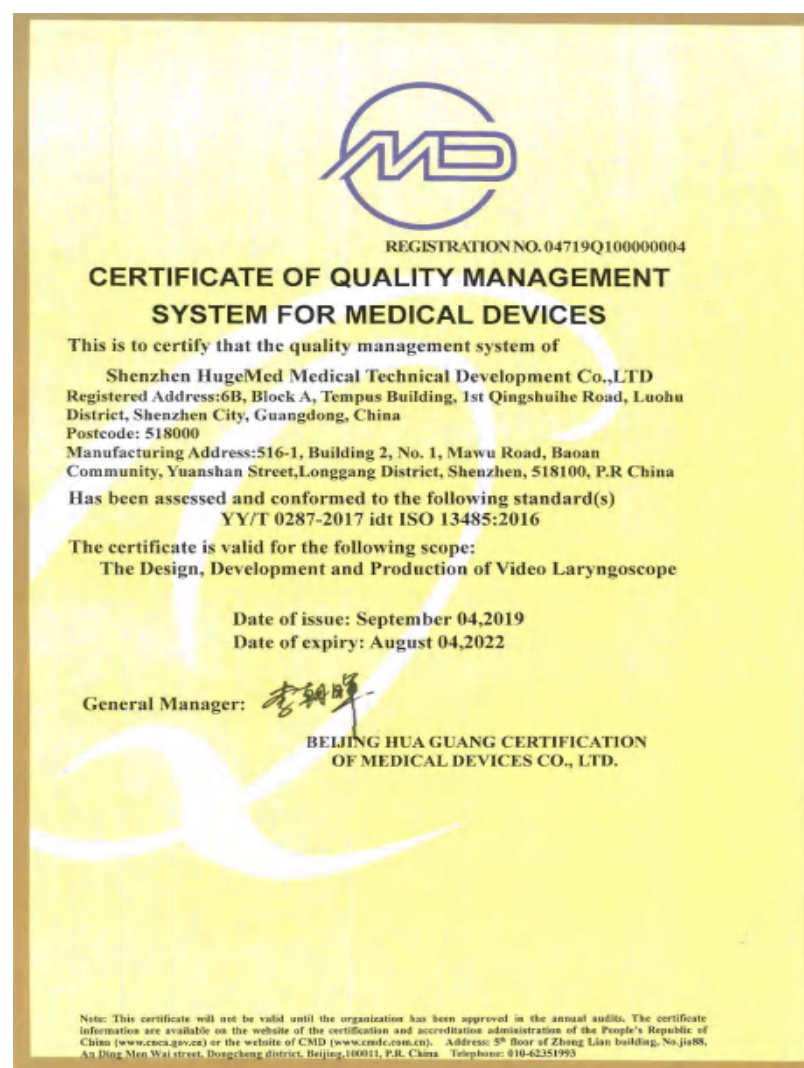 MD
REGISTRATION NO. 04719Q100000004
CERTIFICATE OF QUALITY MANAGEMENT
SYSTEM FOR MEDICAL DEVICES
This is to certify that the quality management system of
Shenzhen HugeMed Medical Technical Development Co.,LTD
Registered Address:6B, Block A, Tempus Building, 1st Qingshuihe Road, Luohu
District, Shenzhen City, Guangdong, China
Postcode: 518000
Manufacturing Address:516-1, Building 2, No. 1, Mawu Road, Baoan
Community, Yuanshan Street,Longgang District, Shenzhen, 518100, P.R China
Has been assessed and conformed to the following standard(s)
YY/T 0287-2017 idt ISO 13485:2016
The certificate is valid for the following scope:
The Design, Development and Production of Video Laryngoscope
Date of issue: September 04,2019
Date of expiry: August 04,2022
General Manager: 李朝晖
BEIJING HUA GUANG CERTIFICATION
OF MEDICAL DEVICES CO., LTD.
Note: This certificate will not be valid until the organization has been approved in the annual audits. The certificate
information are available on the website of the certification and accreditation administration of the People's Republic of
China (www.cnca.gov.cn) or the website of CMD (www.cmdc.com.cn). Address: 5th floor of Zhong Lian building, No.jia88,
An Ding Men Wai street, Dongcheng district, Beijing,100011, P.R. China Telephone: 010-62351993